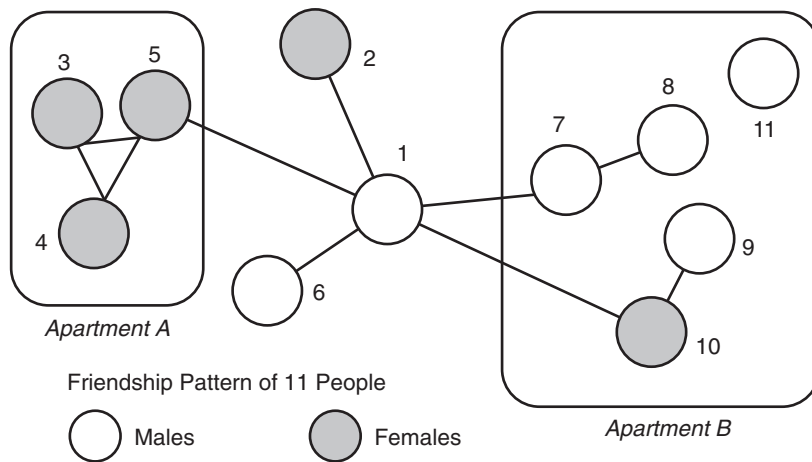 3
5
2
8
11
7
1
4
9
6
10
Apartment A
Friendship Pattern of 11 People
Males
Females
Apartment B